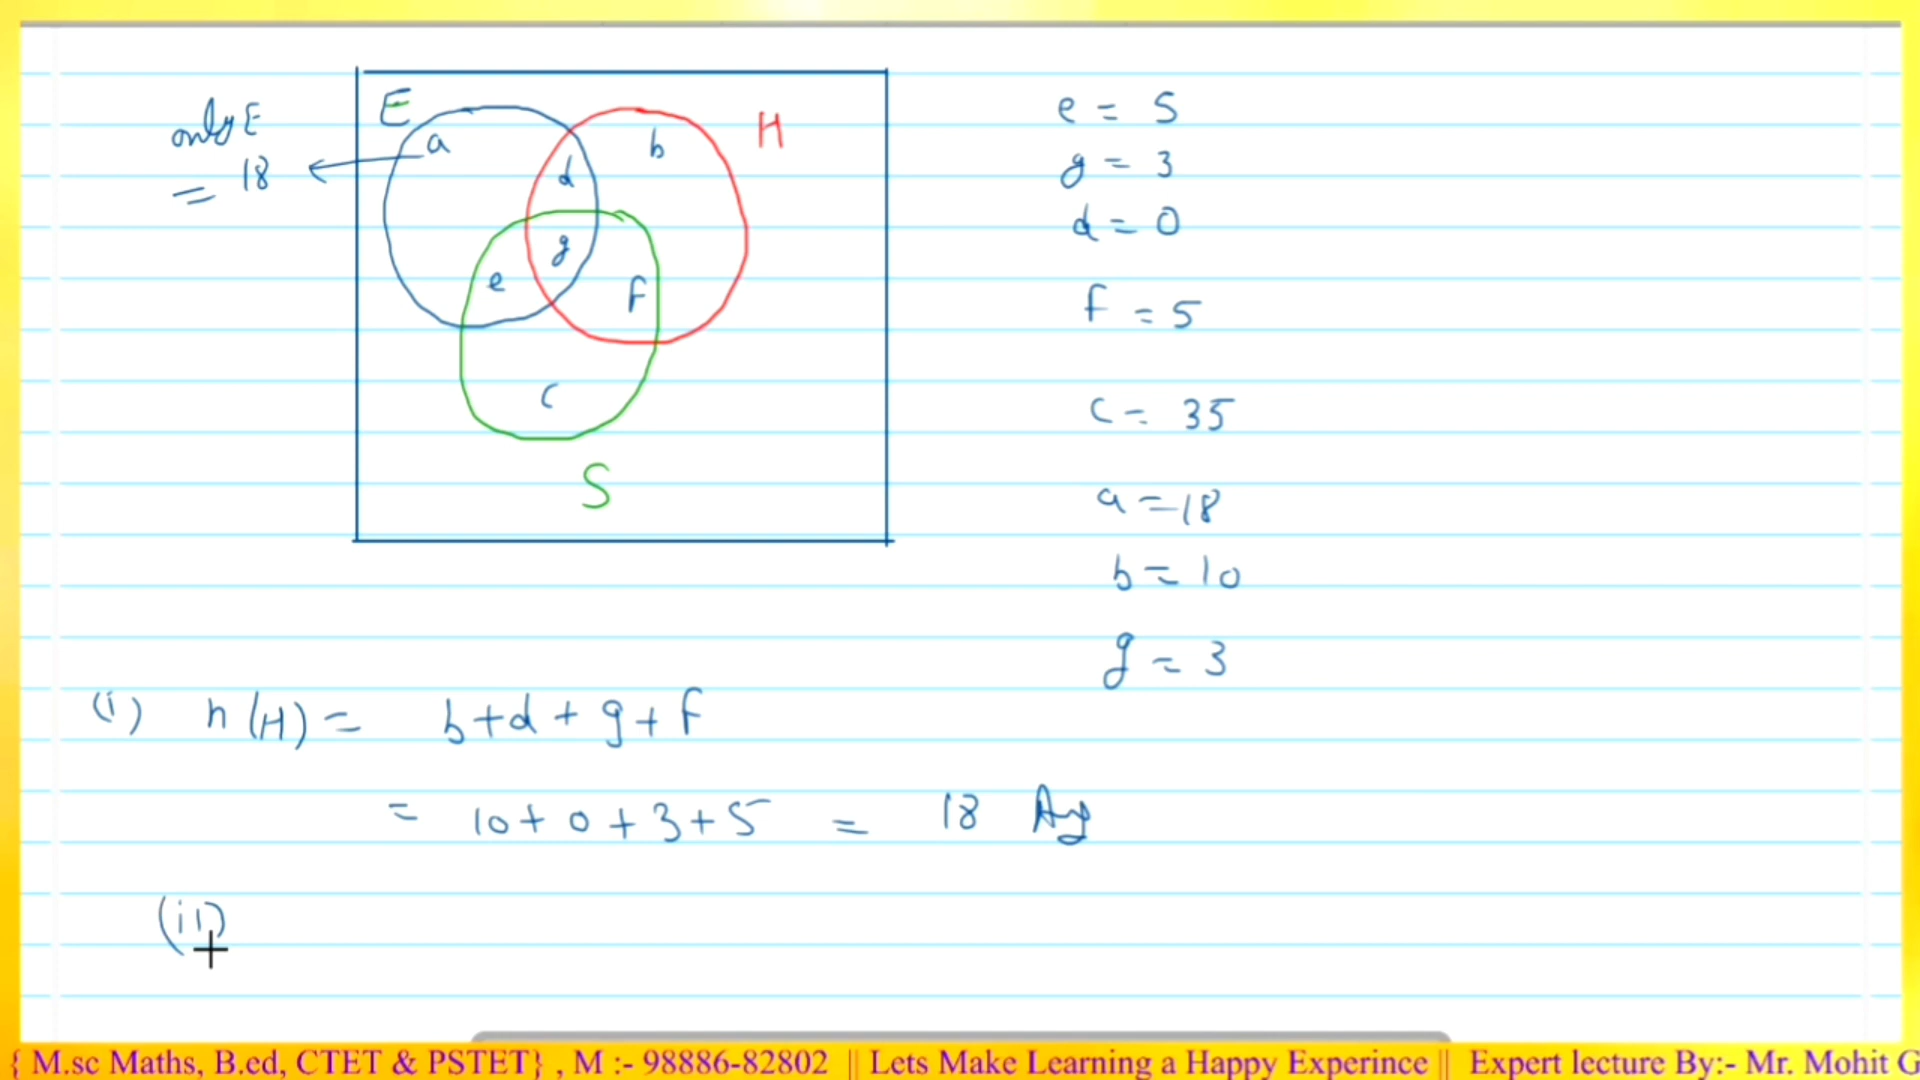 only E
= 18
E
H
a
b
d
g
e
f
c
S
e = 5
g = 3
d = 0
f = 5
c = 35
a = 18
b = 10
g = 3
(i) n(H) = b+d+g+f
= 10+0+3+5 = 18 Ans
(ii)
{ M.sc Maths, B.ed, CTET & PSTET} , M :- 98886-82802 || Lets Make Learning a Happy Experince || Expert lecture By:- Mr. Mohit G